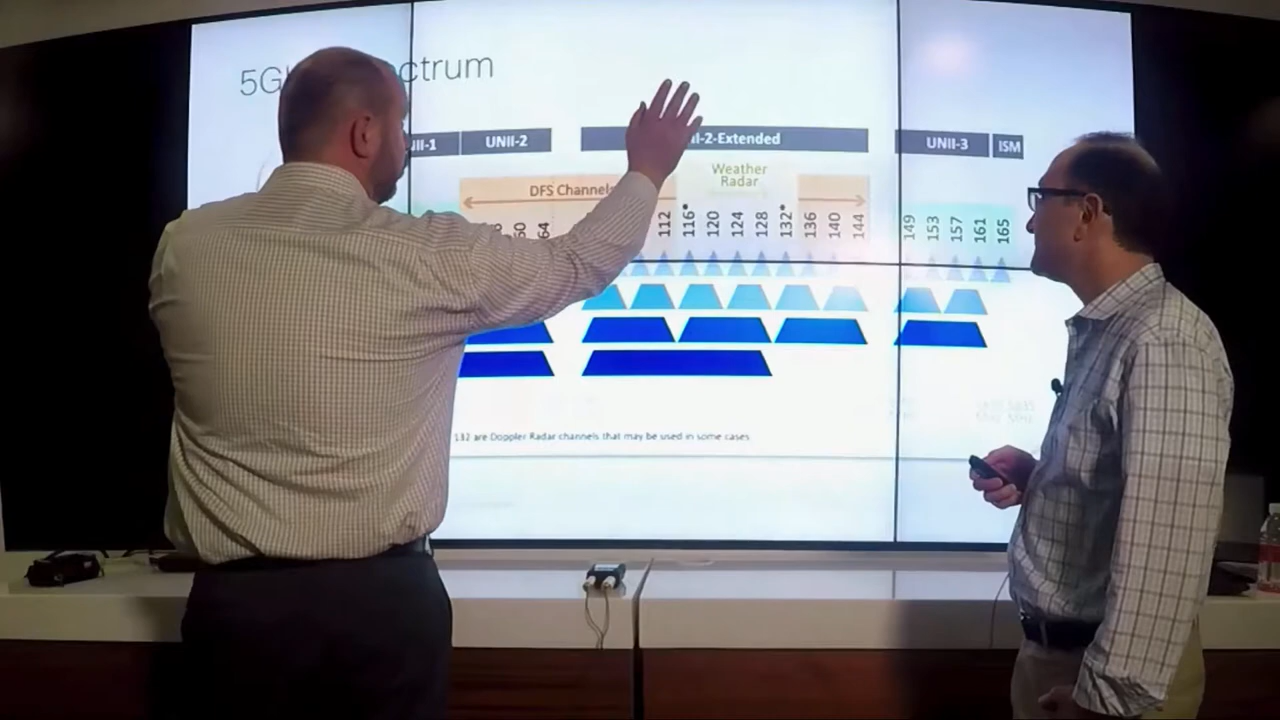 5G ctrum
NII-1 UNII-2 II-2-Extended UNII-3 ISM
Weather
Radar
DFS Channels
60 64 112 116* 120 124 128 132* 136 140 144 149 153 157 161 165
132 are Doppler Radar channels that may be used in some cases